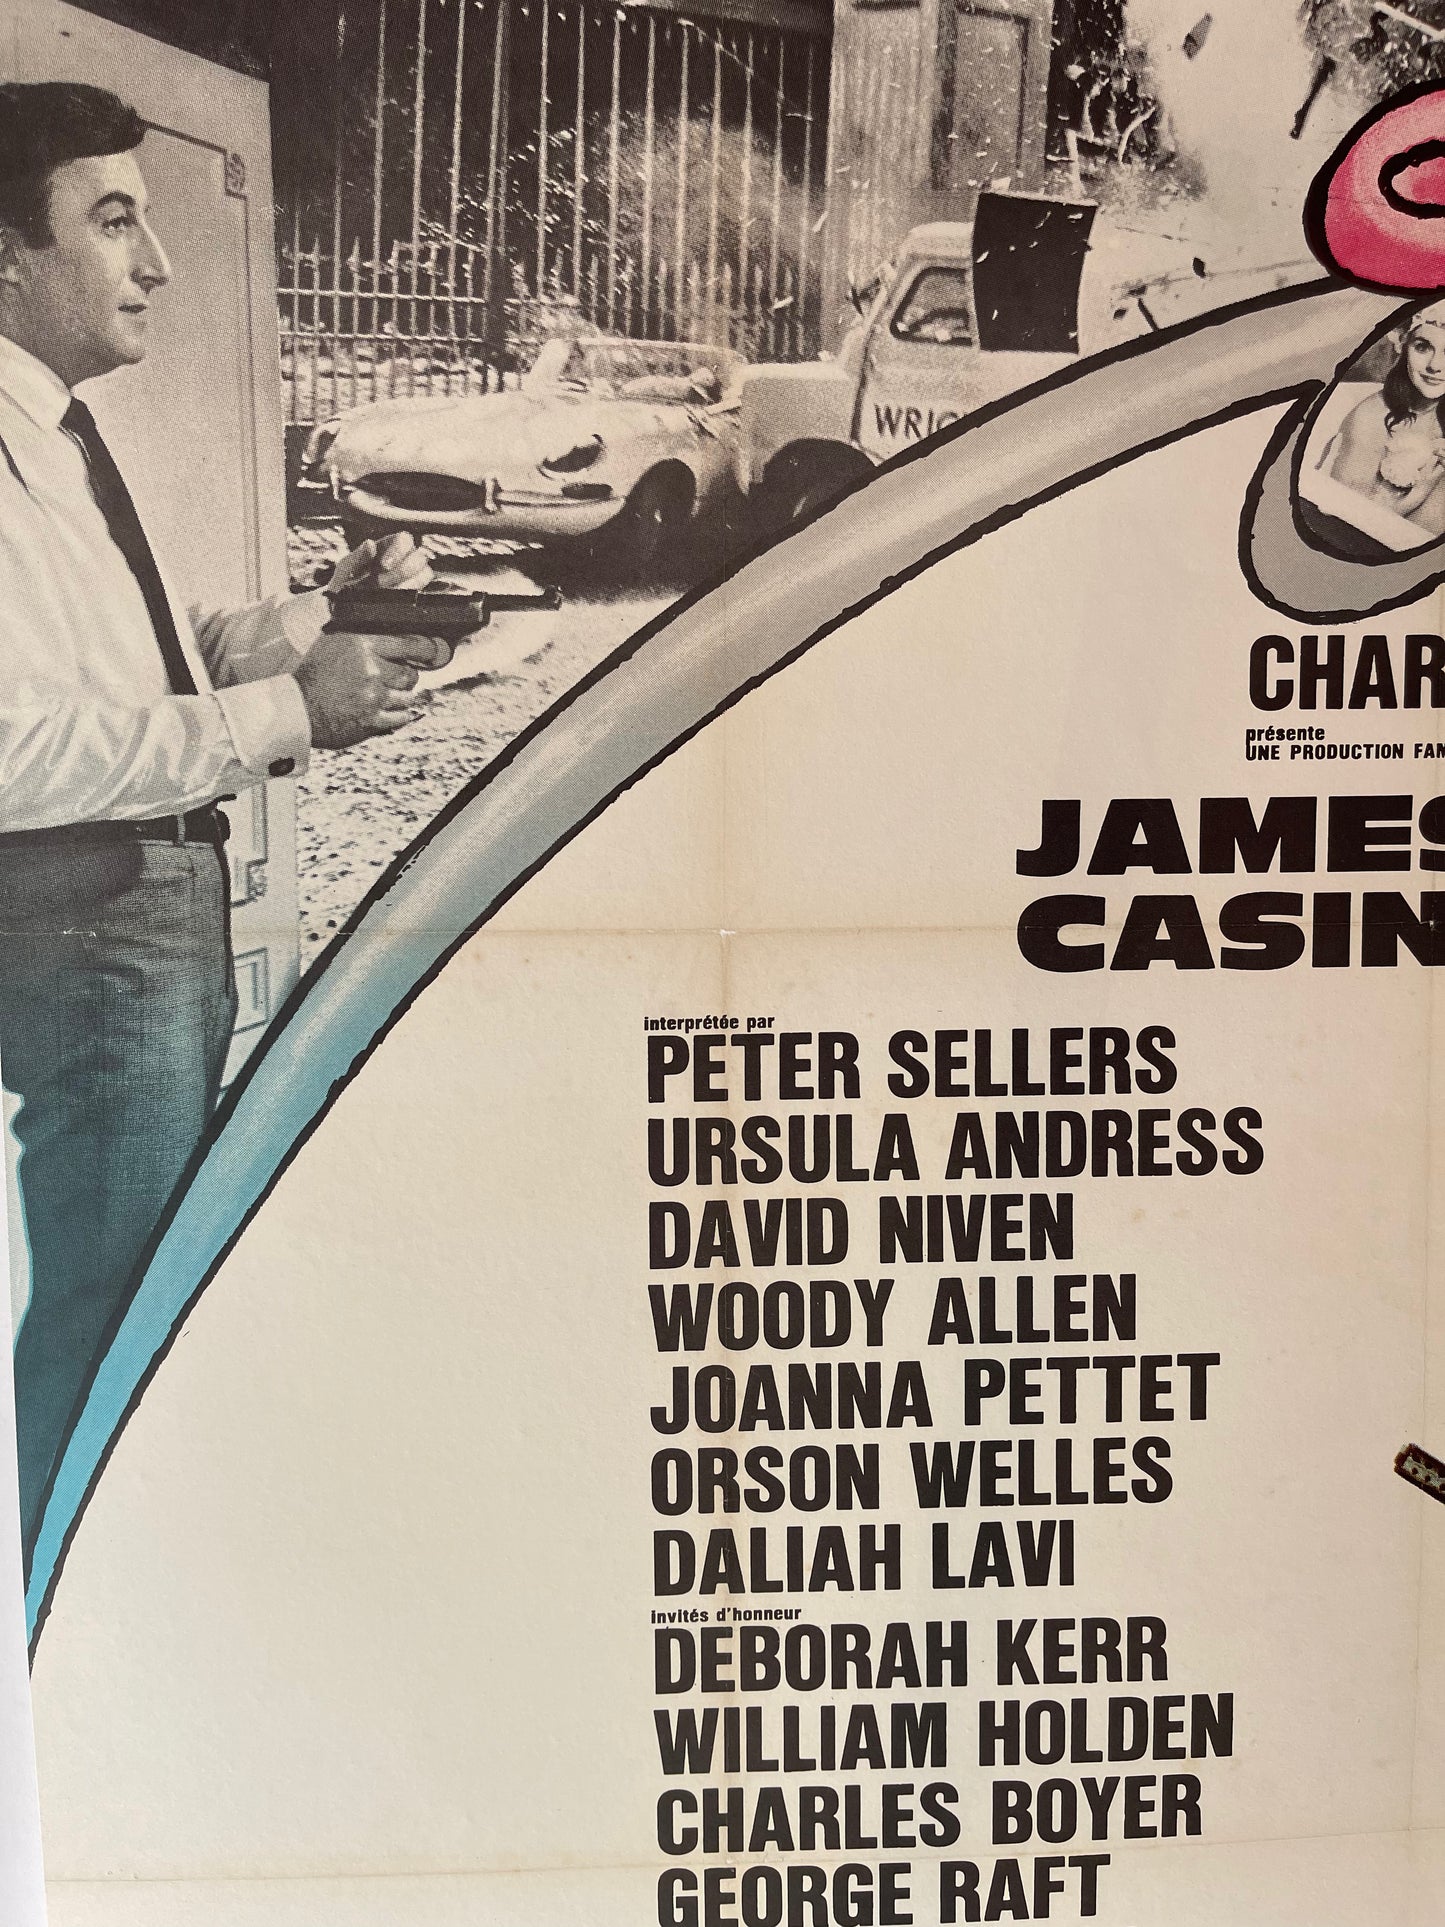 WRIG
CHAR
présente
UNE PRODUCTION FAM
JAMES
CASIN
interprétée par
PETER SELLERS
URSULA ANDRESS
DAVID NIVEN
WOODY ALLEN
JOANNA PETTET
ORSON WELLES
DALIAH LAVI
invités d'honneur
DEBORAH KERR
WILLIAM HOLDEN
CHARLES BOYER
GEORGE RAFT